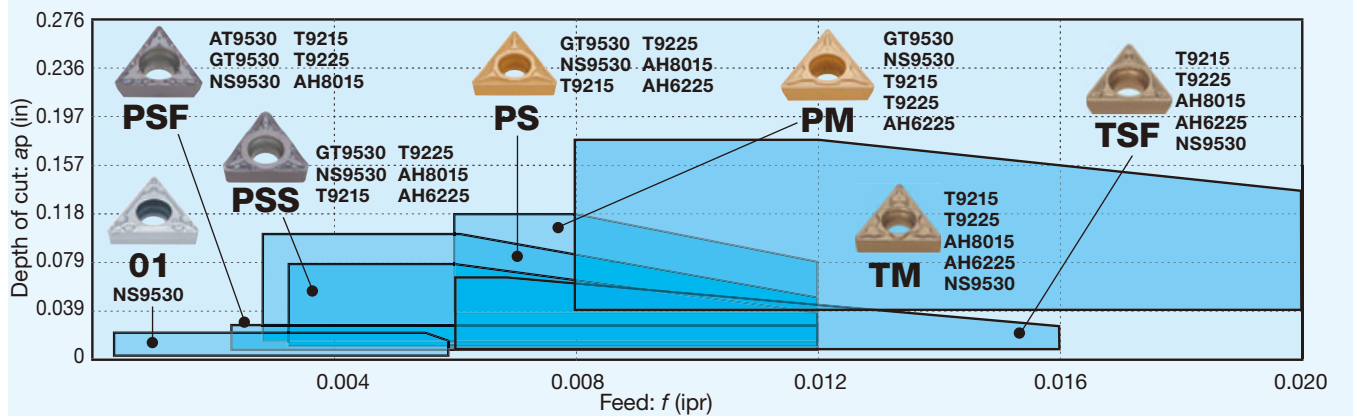 0.276
0.236
0.197
0.157
0.118
0.079
0.039
0
Depth of cut: ap (in)
AT9530 T9215
GT9530 T9225
NS9530 AH8015
PSF
GT9530 T9225
NS9530 AH8015
T9215 AH6225
PSS
01
NS9530
GT9530 T9225
NS9530 AH8015
T9215 AH6225
PS
GT9530
NS9530
T9215
T9225
AH6225
PM
T9215
T9225
AH8015
AH6225
NS9530
TSF
T9215
T9225
AH8015
AH6225
NS9530
TM
0.004
0.008
0.012
0.016
0.020
Feed: f (ipr)